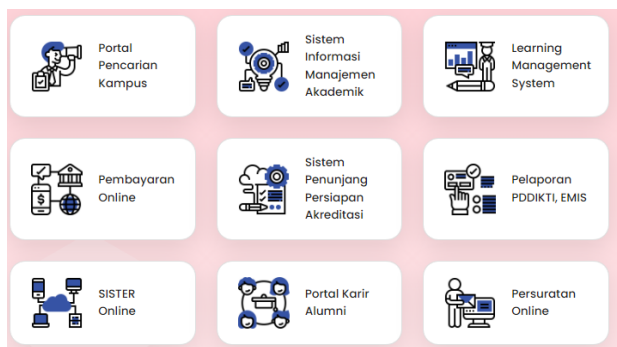 Portal
Pencarian
Kampus
Sistem
Informasi
Manajemen
Akademik
Learning
Management
System
Pembayaran
Online
Sistem
Penunjang
Persiapan
Akreditasi
Pelaporan
PDDIKTI, EMIS
SISTER
Online
Portal Karir
Alumni
Persuratan
Online